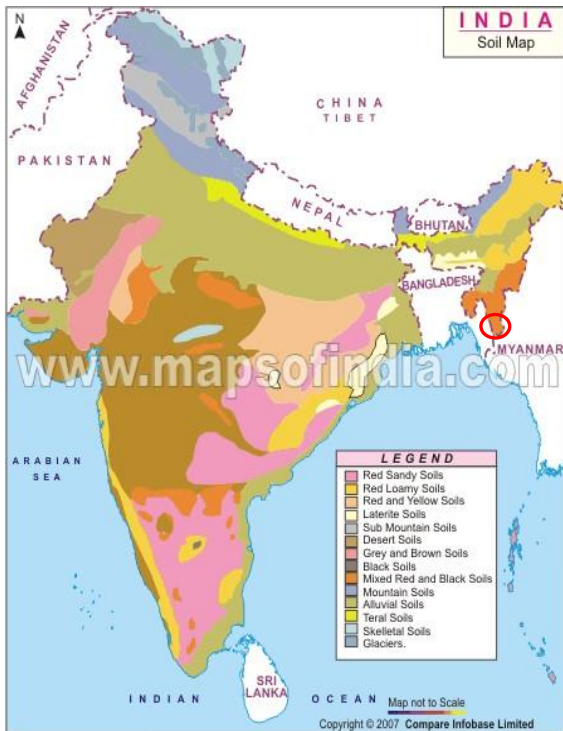 N
INDIA
Soil Map
AFGHANISTAN
CHINA
TIBET
PAKISTAN
NEPAL
BHUTAN
BANGLADESH
MYANMAR
www.mapsofindia.com
ARABIAN
SEA
LEGEND
Red Sandy Soils
Red Loamy Soils
Red and Yellow Soils
Laterite Soils
Sub Mountain Soils
Desert Soils
Grey and Brown Soils
Black Soils
Mixed Red and Black Soils
Mountain Soils
Alluvial Soils
Teral Soils
Skelletal Soils
Glaciers.
SRI
LANKA
INDIAN OCEAN
Map not to Scale
Copyright © 2007 Compare Infobase Limited